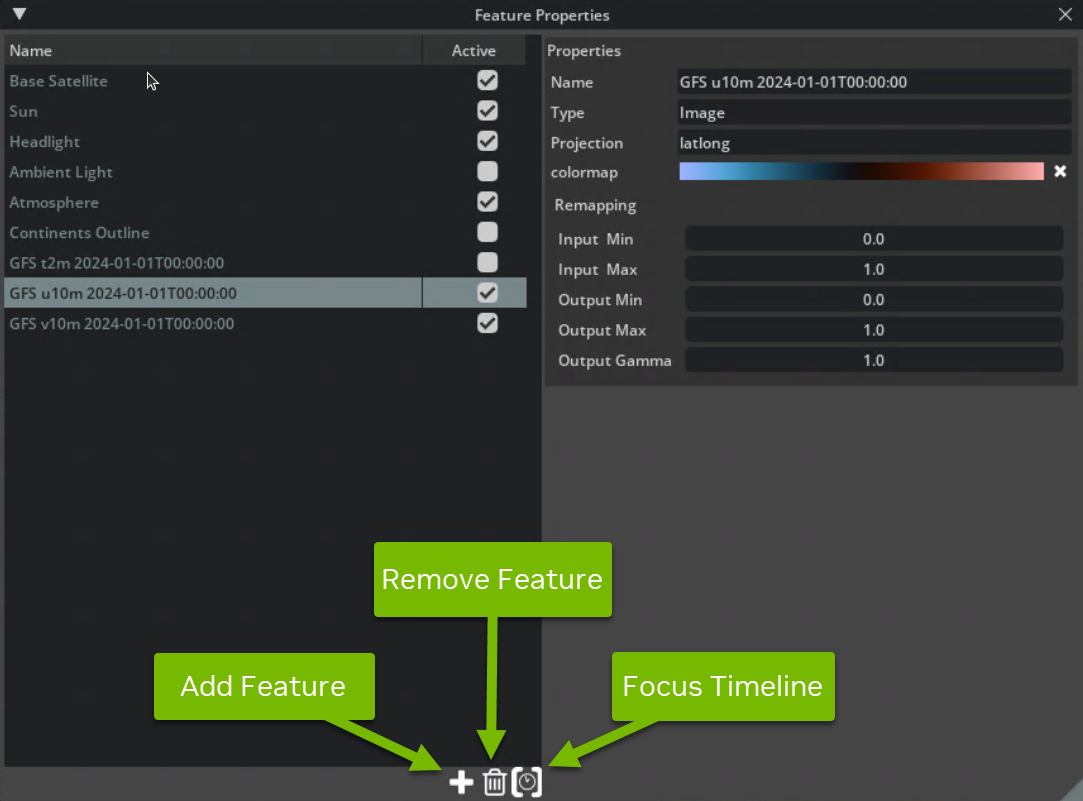 Feature Properties
Name Active
Base Satellite
Sun
Headlight
Ambient Light
Atmosphere
Continents Outline
GFS t2m 2024-01-01T00:00:00
GFS u10m 2024-01-01T00:00:00
GFS v10m 2024-01-01T00:00:00
Properties
Name GFS u10m 2024-01-01T00:00:00
Type Image
Projection latlong
colormap
Remapping
Input Min 0.0
Input Max 1.0
Output Min 0.0
Output Max 1.0
Output Gamma 1.0
Remove Feature
Add Feature
Focus Timeline